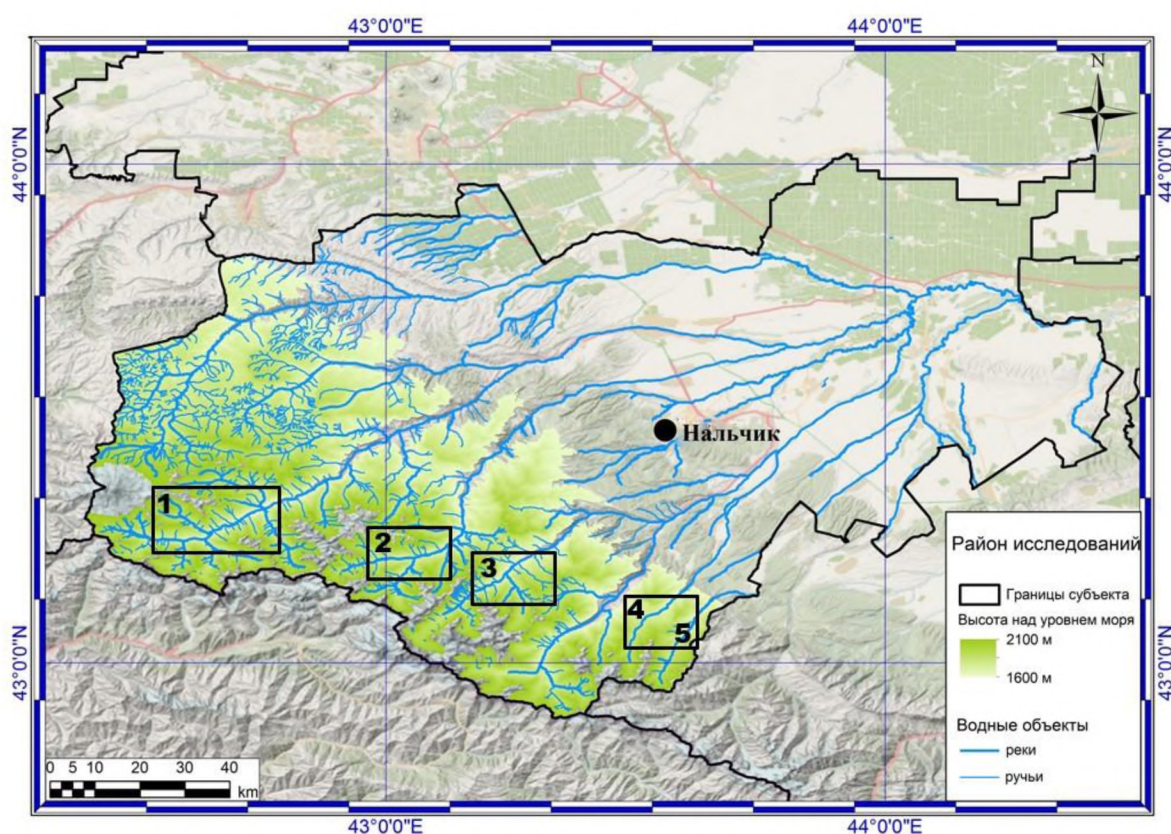 43°0'0"E 44°0'0"E
N
44°0'0"N 44°0'0"N
Нальчик
1
2
3
4
5
Район исследований
Границы субъекта
Высота над уровнем моря
2100 м
1600 м
Водные объекты
реки
ручьи
43°0'0"N 43°0'0"N
0 5 10 20 30 40
km
43°0'0"E 44°0'0"E